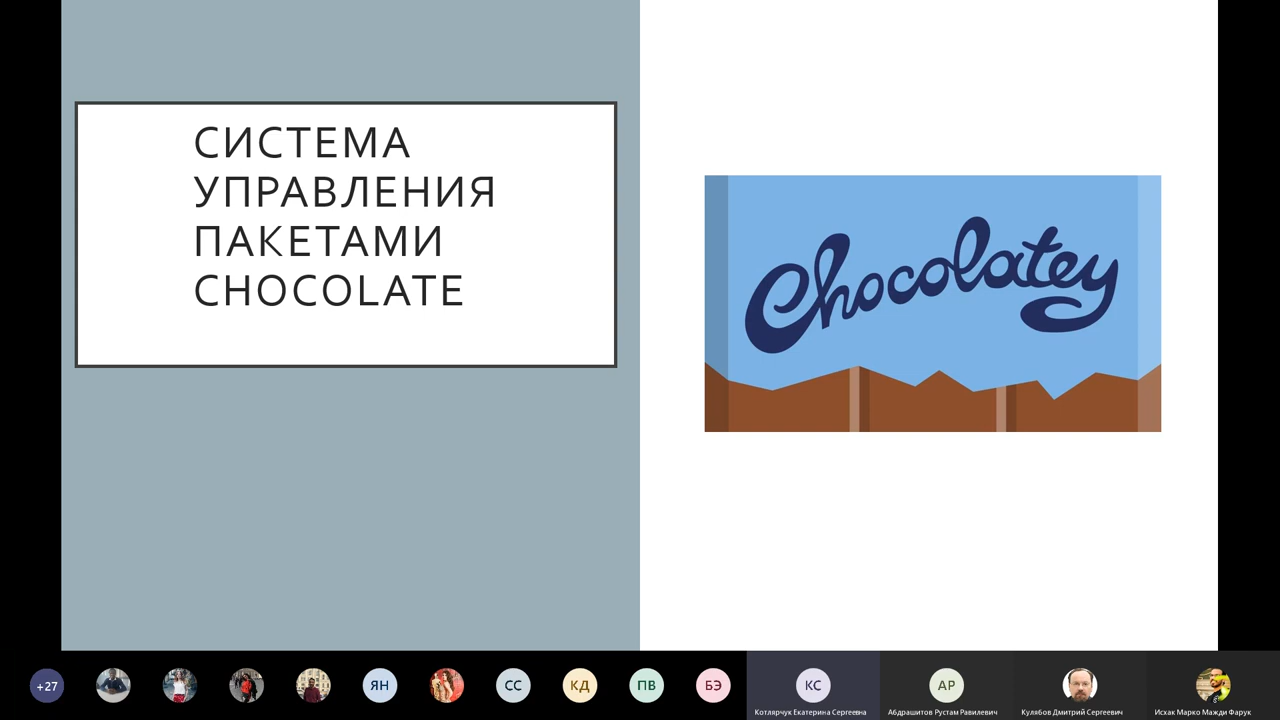 СИСТЕМА
УПРАВЛЕНИЯ
ПАКЕТАМИ
CHOCOLATE
Chocolatey
+27
ЯН
СС
КД
ПВ
БЭ
КС
АР
Котлярчук Екатерина Сергеевна
Абдрашитов Рустам Равилевич
Кулябов Дмитрий Сергеевич
Исхак Марко Мажди Фарук